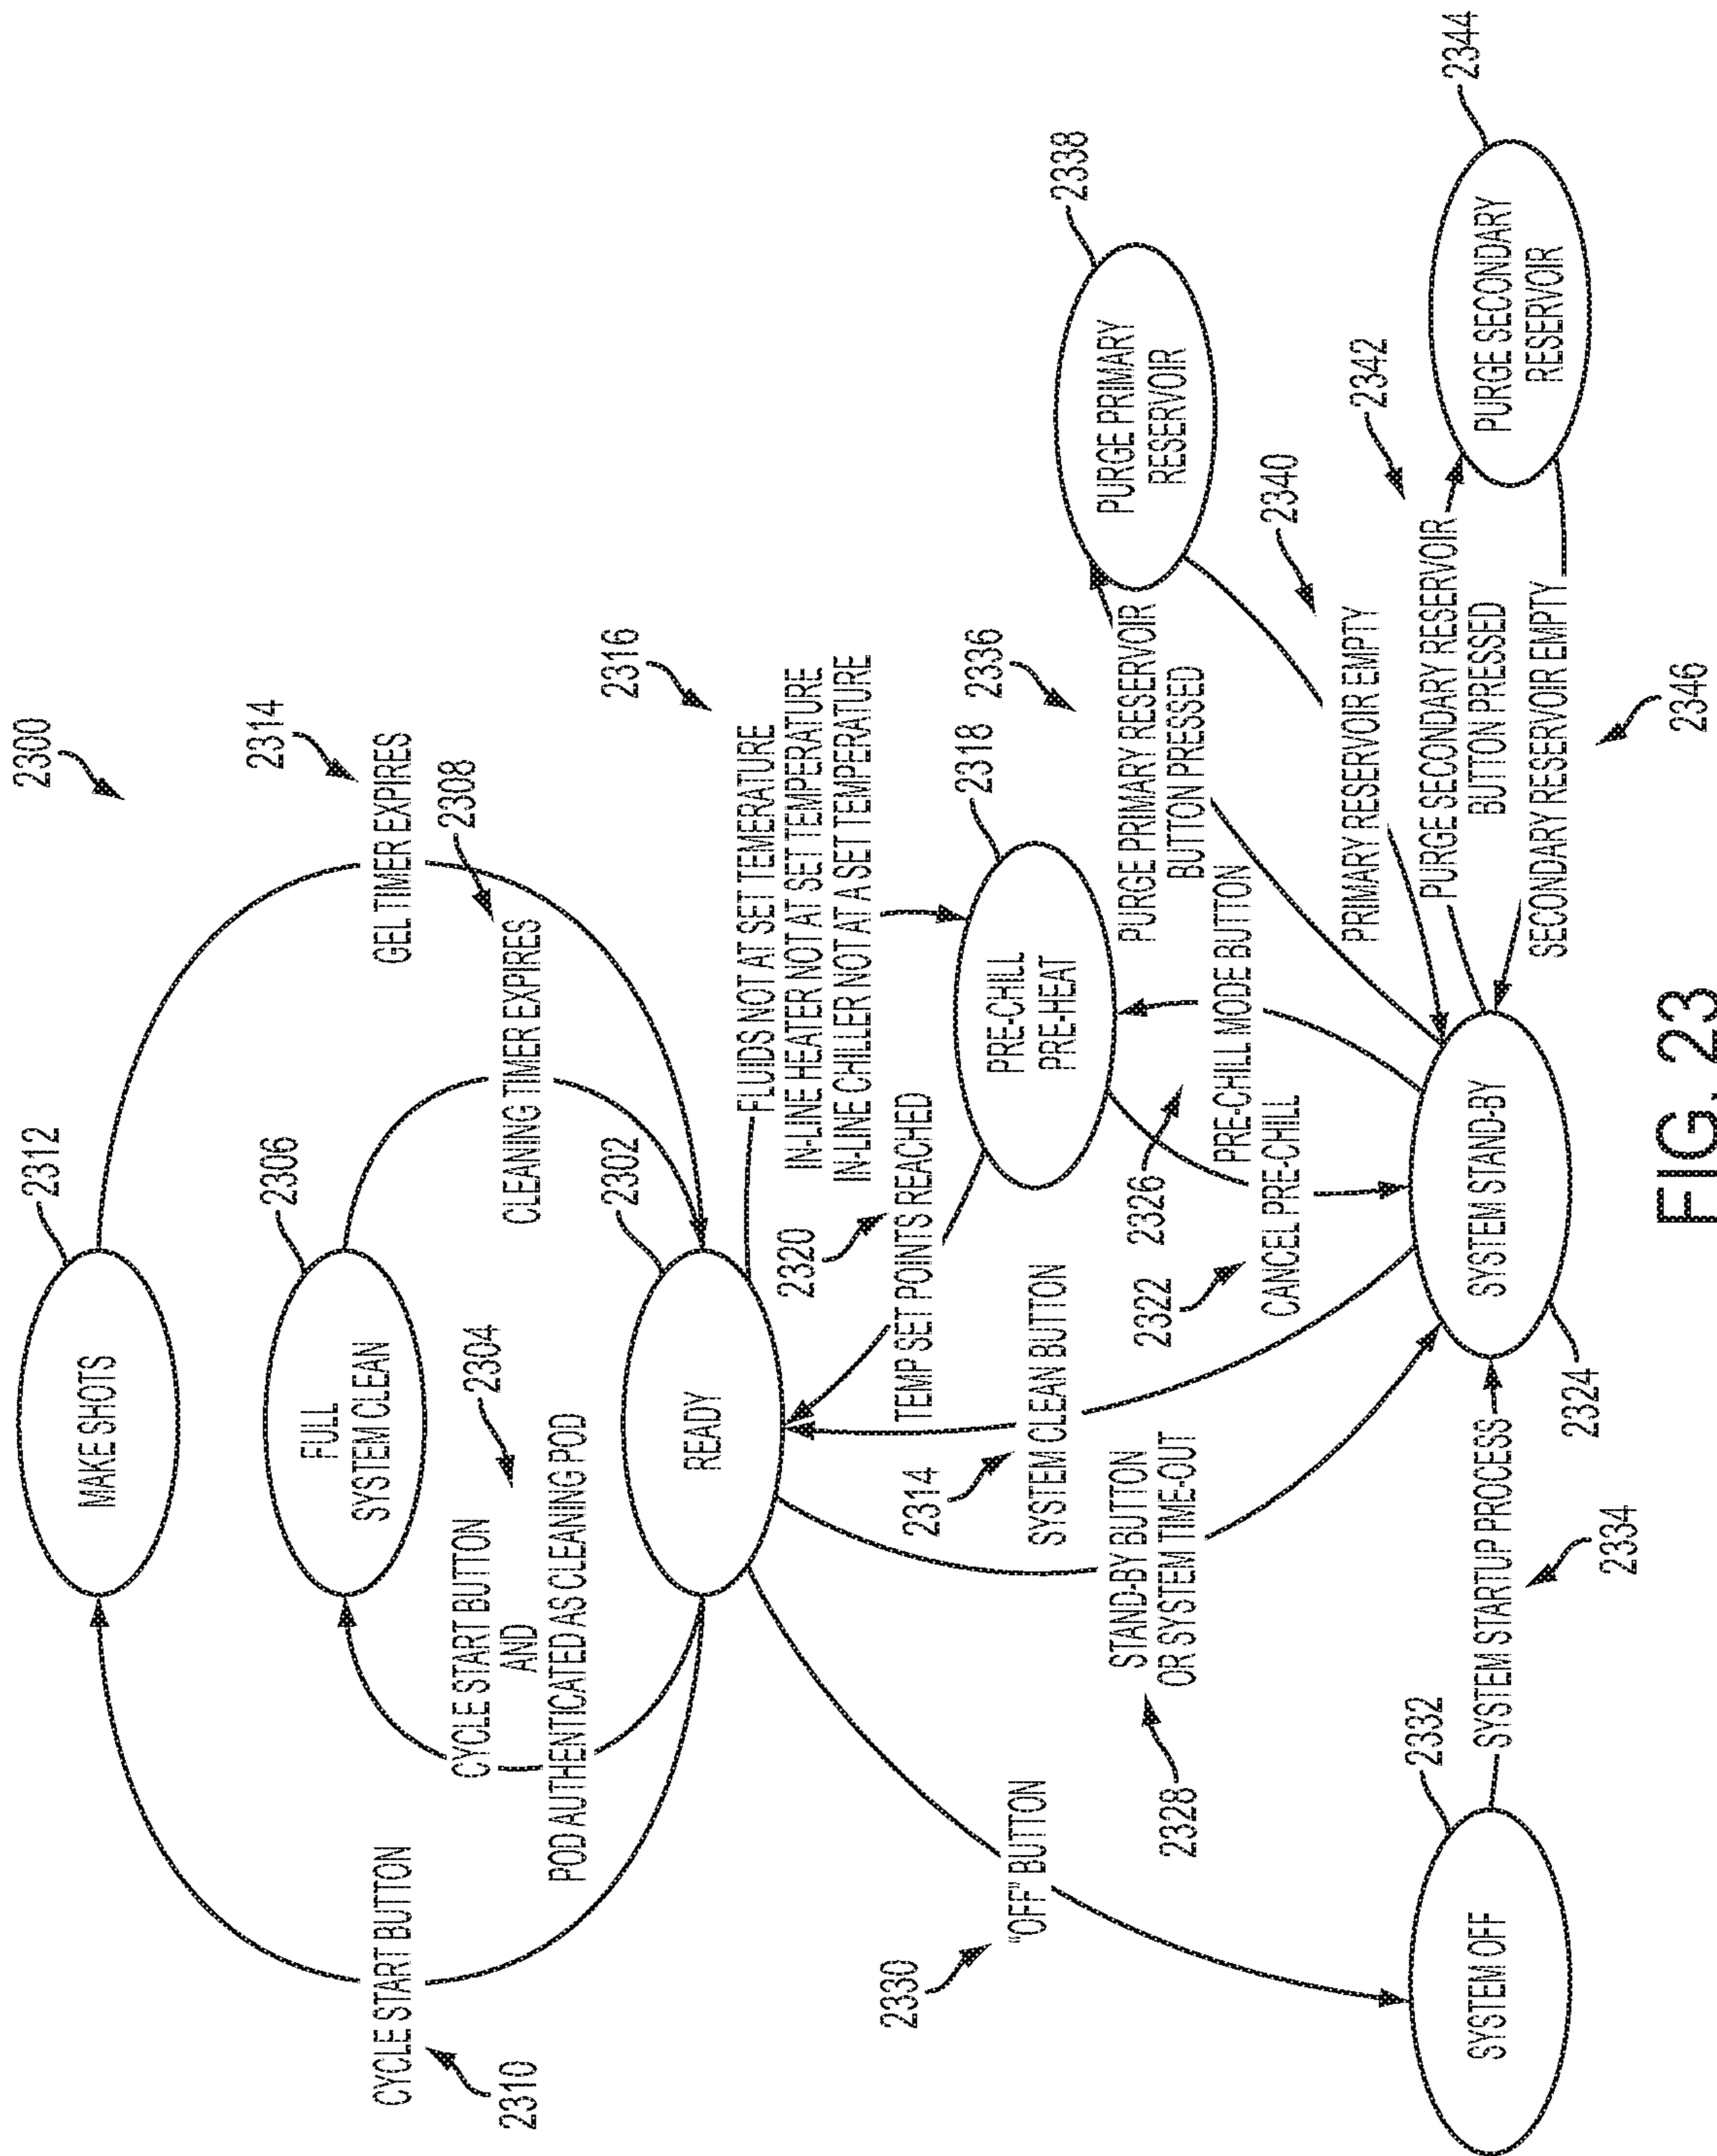 2300
2312
MAKE SHOTS
2314
GEL TIMER EXPIRES
CYCLE START BUTTON
2310
2306
FULL
SYSTEM CLEAN
2308
CLEANING TIMER EXPIRES
2304
CYCLE START BUTTON
AND
POD AUTHENTICATED AS CLEANING POD
2302
READY
2316
FLUIDS NOT AT SET TEMERATURE
IN-LINE HEATER NOT AT SET TEMPERATURE
IN-LINE CHILLER NOT AT A SET TEMPERATURE
2320
TEMP SET POINTS REACHED
2318
PRE-CHILL
PRE-HEAT
2314
SYSTEM CLEAN BUTTON
2322
CANCEL PRE-CHILL
2326
PRE-CHILL MODE BUTTON
2328
STAND-BY BUTTON
OR SYSTEM TIME-OUT
2330
"OFF" BUTTON
2336
PURGE PRIMARY RESERVOIR
BUTTON PRESSED
2338
PURGE PRIMARY
RESERVOIR
2340
PRIMARY RESERVOIR EMPTY
2342
PURGE SECONDARY RESERVOIR
BUTTON PRESSED
2344
PURGE SECONDARY
RESERVOIR
SECONDARY RESERVOIR EMPTY
2346
2332
SYSTEM OFF
SYSTEM STARTUP PROCESS
2334
SYSTEM STAND-BY
2324
FIG. 23